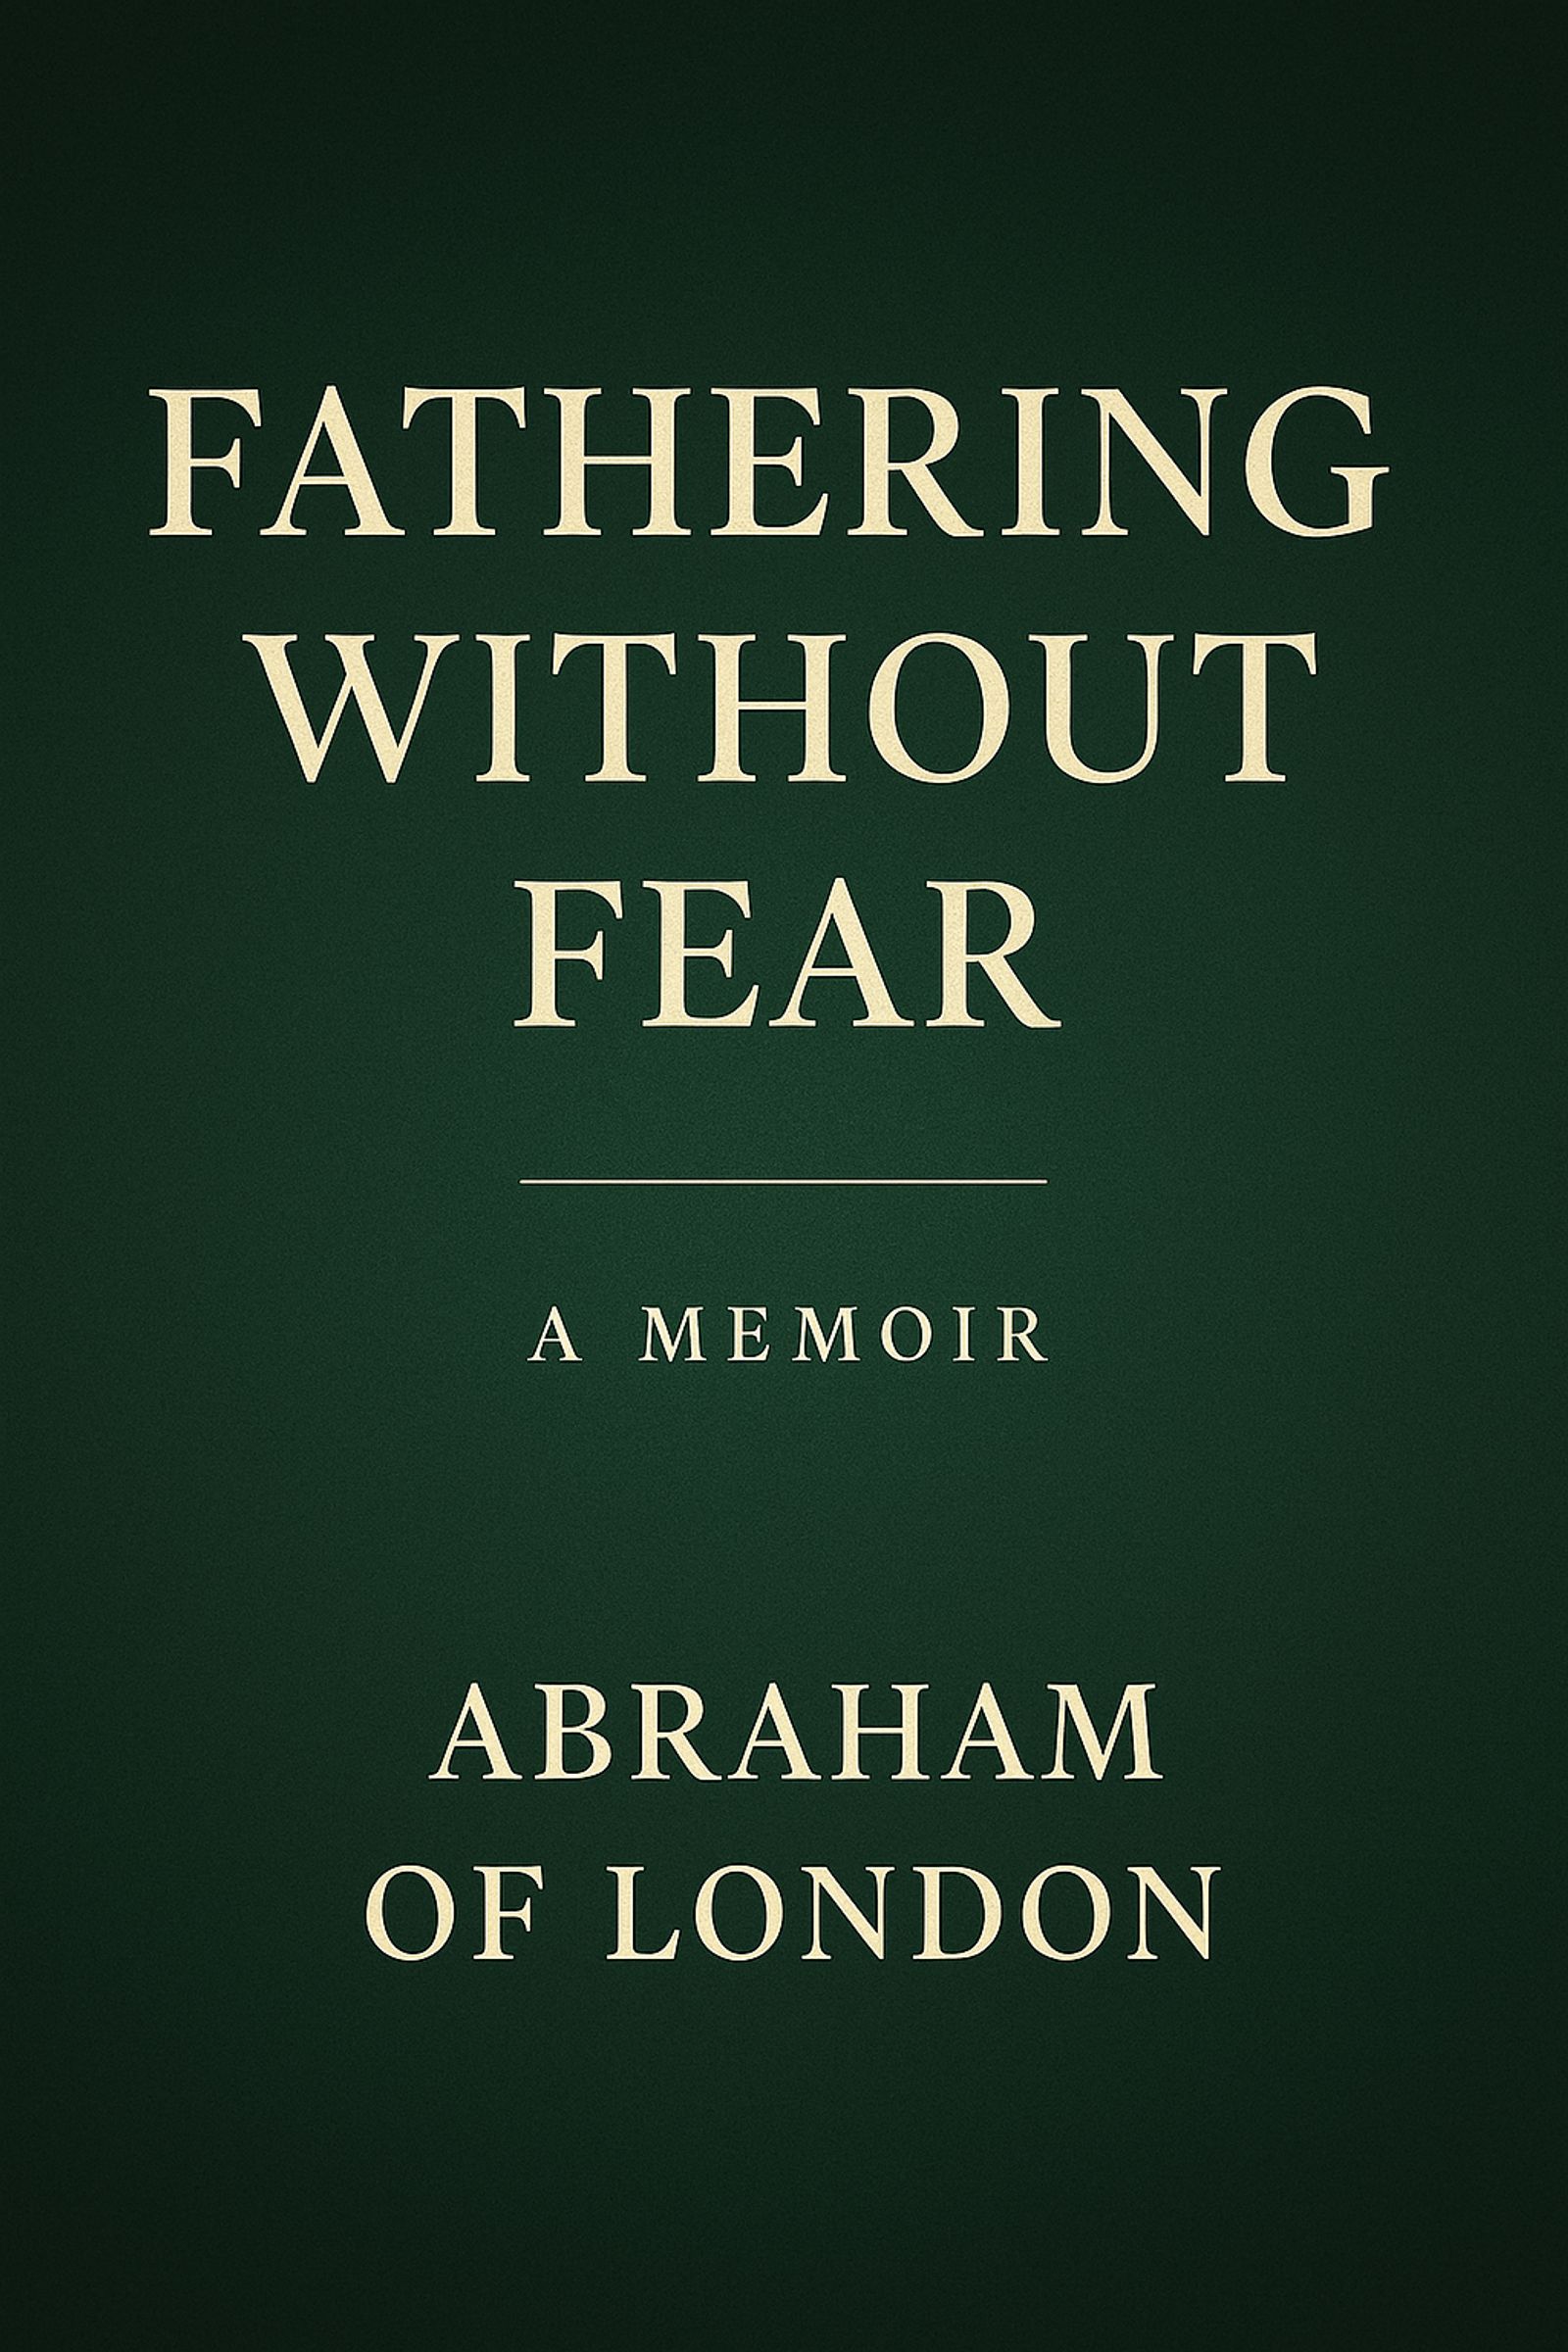 FATHERING
WITHOUT
FEAR
A MEMOIR
ABRAHAM
OF LONDON